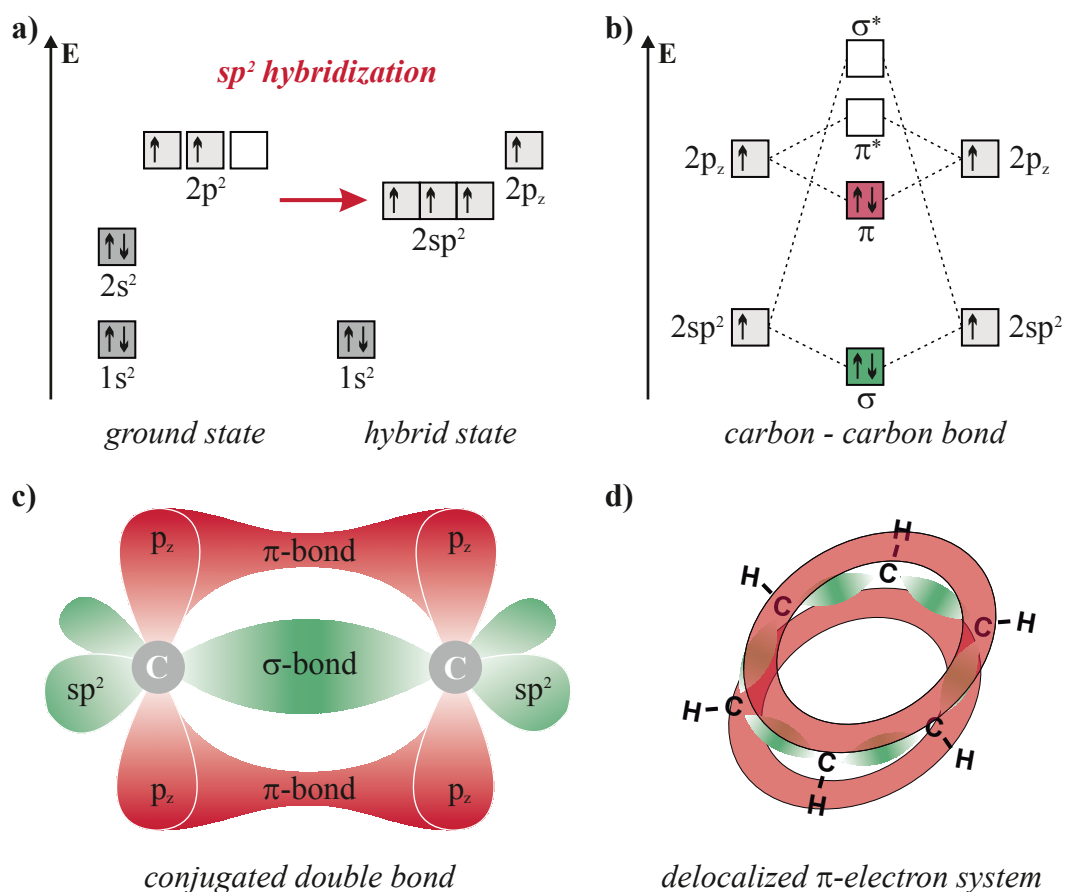 a)
E
sp² hybridization
2p²
2p_z
2sp²
2s²
1s²
1s²
ground state
hybrid state
b)
E
σ*
π*
2p_z
2p_z
π
2sp²
2sp²
σ
carbon - carbon bond
c)
p_z
π-bond
p_z
C
σ-bond
C
sp²
sp²
p_z
π-bond
p_z
conjugated double bond
d)
H
H
C
C
C
H
H
C
C
C
H
H
delocalized π-electron system